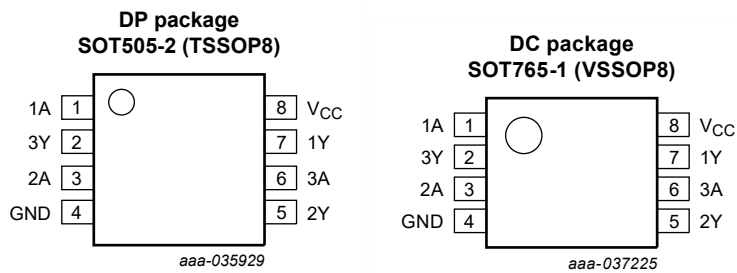 DP package
SOT505-2 (TSSOP8)
1A 1 8 VCC
3Y 2 7 1Y
2A 3 6 3A
GND 4 5 2Y
aaa-035929
DC package
SOT765-1 (VSSOP8)
1A 1 8 VCC
3Y 2 7 1Y
2A 3 6 3A
GND 4 5 2Y
aaa-037225